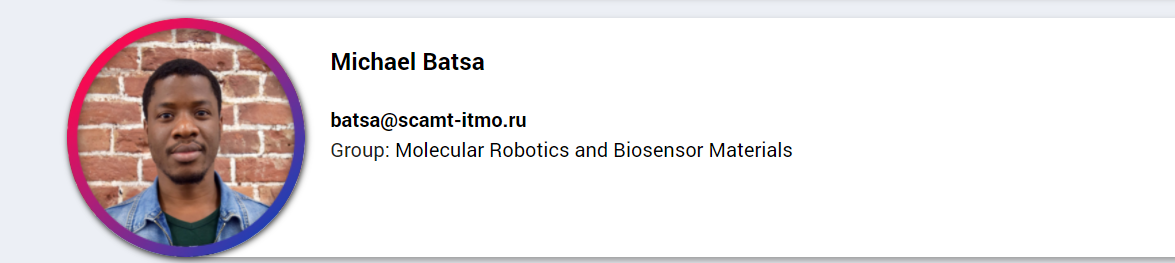 Michael Batsa
batsa@scamt-itmo.ru
Group: Molecular Robotics and Biosensor Materials